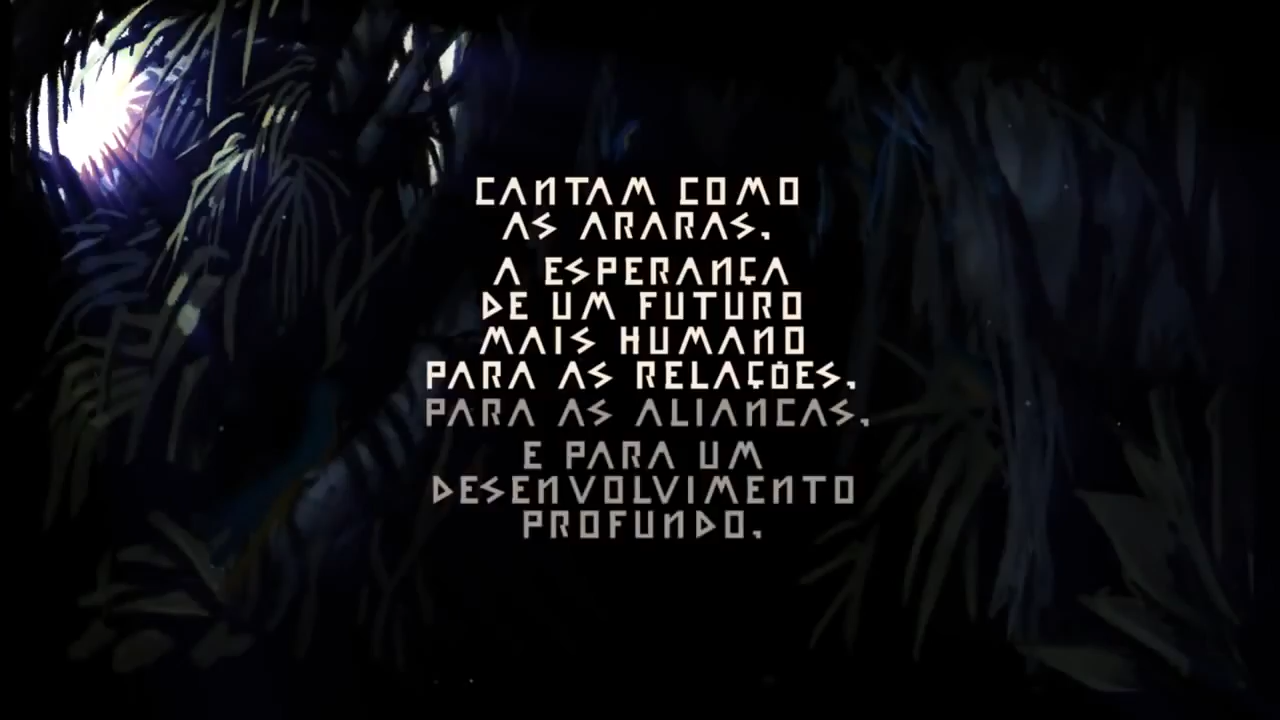 CANTAM COMO
AS ARARAS,
A ESPERANÇA
DE UM FUTURO
MAIS HUMANO
PARA AS RELAÇÕES,
PARA AS ALIANCAS,
E PARA UM
DESENVOLVIMENTO
PROFUNDO,